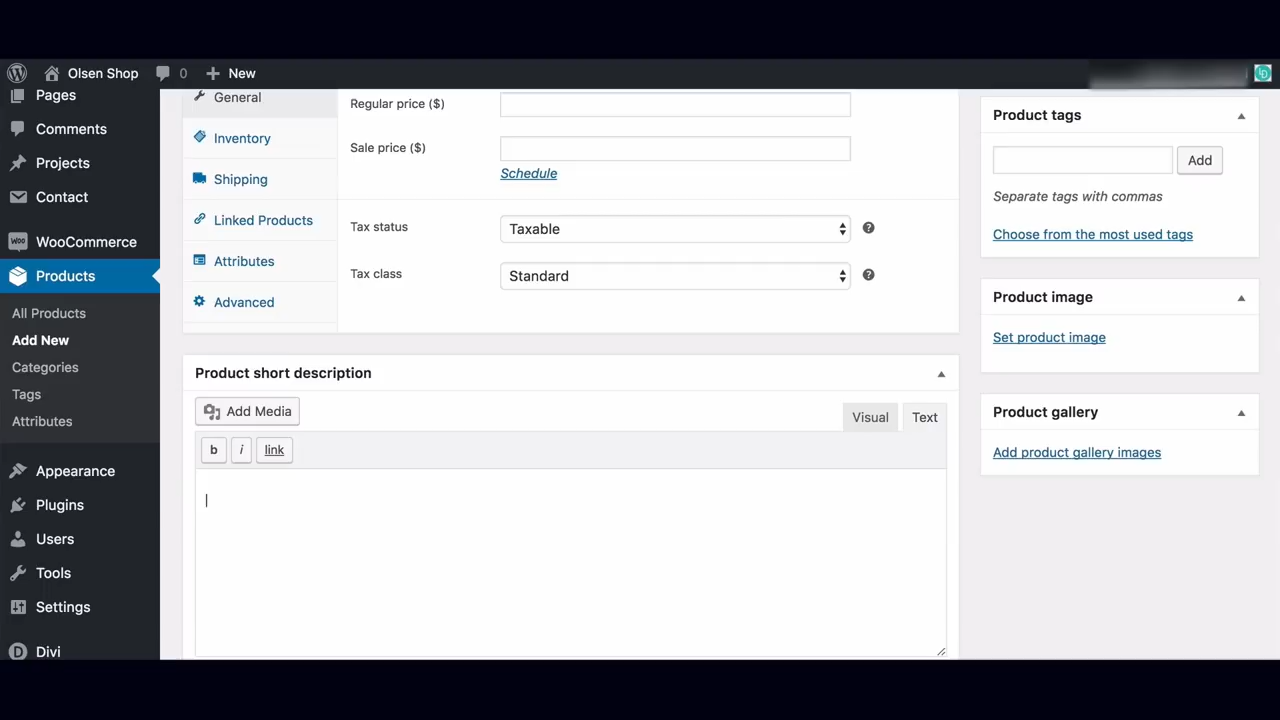 Olsen Shop
0
New
Pages
Comments
Projects
Contact
WooCommerce
Products
All Products
Add New
Categories
Tags
Attributes
Appearance
Plugins
Users
Tools
Settings
Divi
General
Inventory
Shipping
Linked Products
Attributes
Advanced
Regular price ($)
Sale price ($)
Schedule
Tax status
Taxable
Tax class
Standard
Product short description
Add Media
Visual
Text
b
i
link
Product tags
Add
Separate tags with commas
Choose from the most used tags
Product image
Set product image
Product gallery
Add product gallery images